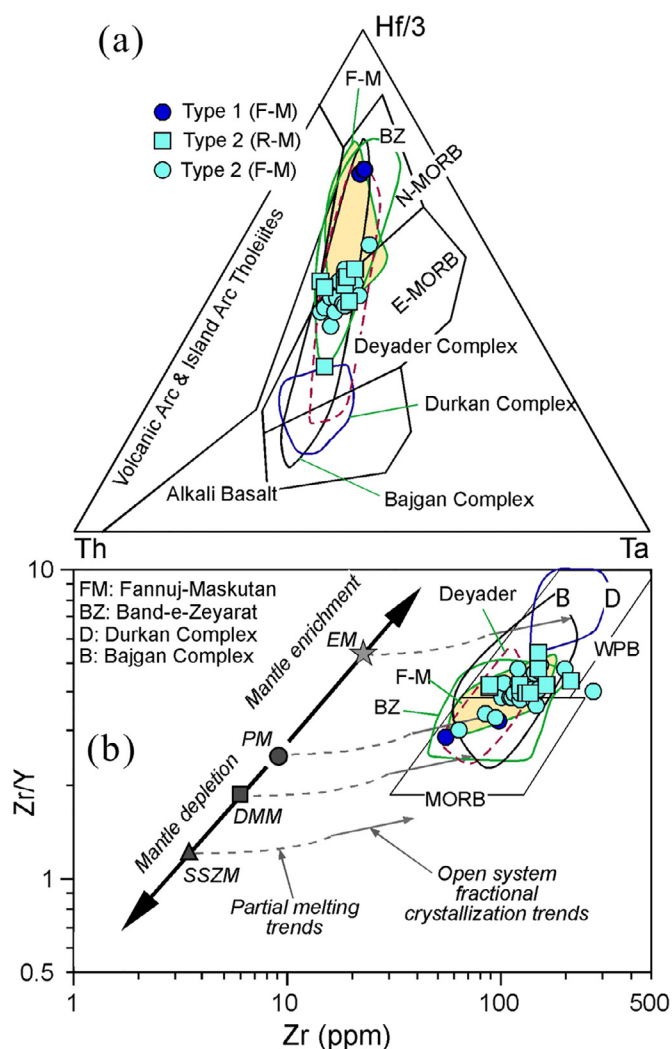 (a)
Hf/3
F-M
Type 1 (F-M)
Type 2 (R-M)
Type 2 (F-M)
BZ
N-MORB
E-MORB
Volcanic Arc & Island Arc Tholeiites
Deyader Complex
Durkan Complex
Alkali Basalt
Bajgan Complex
Th
Ta
10
FM: Fannuj-Maskutan
BZ: Band-e-Zeyarat
D: Durkan Complex
B: Bajgan Complex
Mantle enrichment
EM
Deyader
B
D
WPB
F-M
BZ
(b)
PM
Zr/Y
Mantle depletion
DMM
MORB
SSZM
1
Partial melting
trends
Open system
fractional
crystallization trends
0.5
1
10
100
500
Zr (ppm)